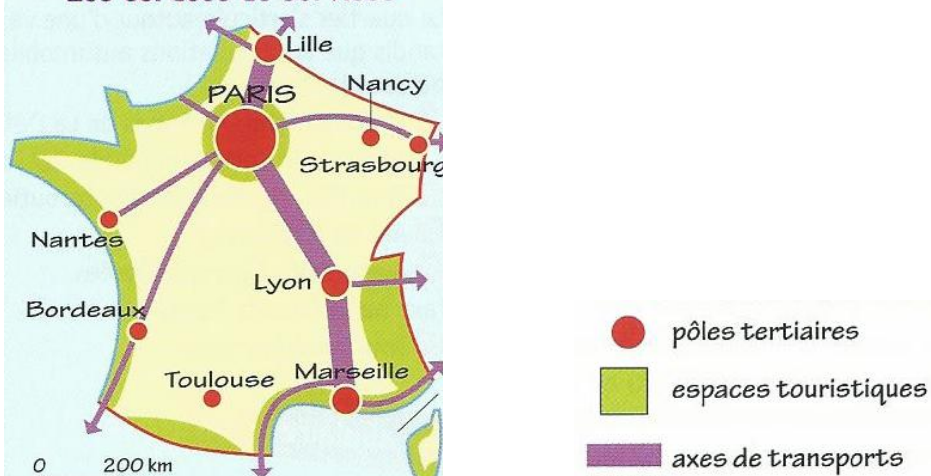 Lille
Nancy
PARIS
Strasbourg
Nantes
Lyon
Bordeaux
Toulouse
Marseille
0 200 km
pôles tertiaires
espaces touristiques
axes de transports